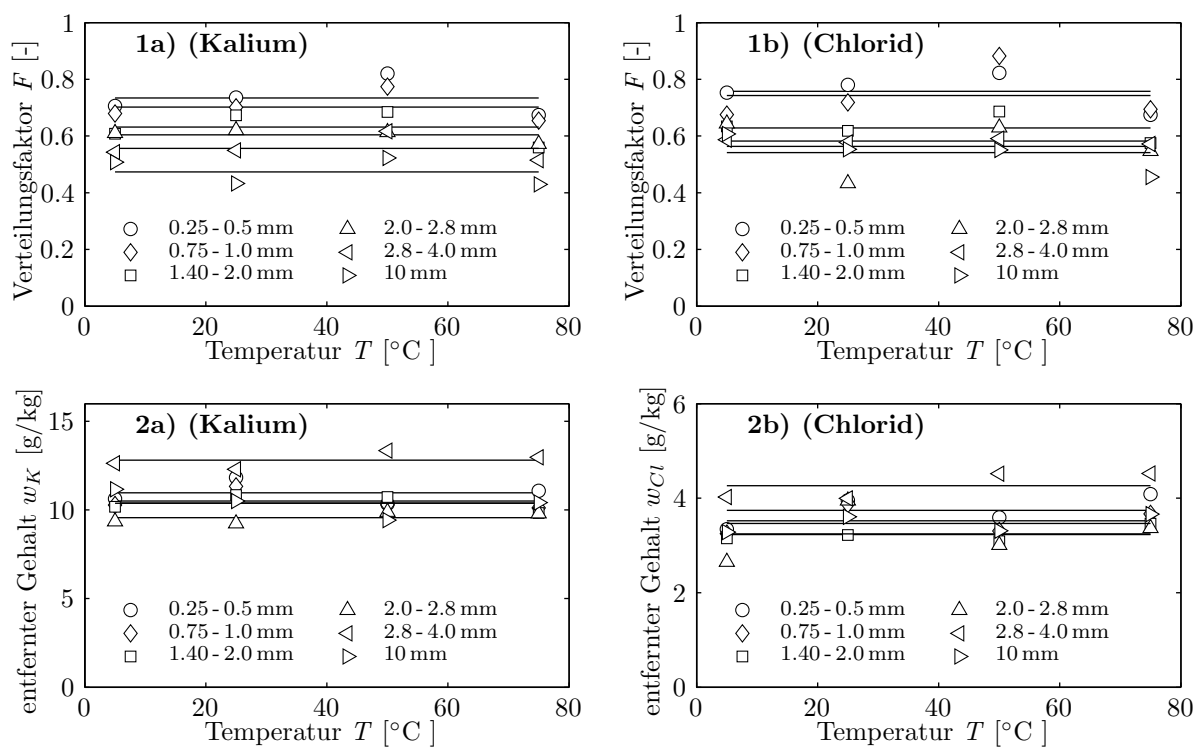 1a) (Kalium)
Verteilungsfaktor F [-]
1
0.8
0.6
0.4
0.2
0
0.25 - 0.5 mm
0.75 - 1.0 mm
1.40 - 2.0 mm
2.0 - 2.8 mm
2.8 - 4.0 mm
10 mm
0 20 40 60 80
Temperatur T [°C ]
1b) (Chlorid)
Verteilungsfaktor F [-]
1
0.8
0.6
0.4
0.2
0
0.25 - 0.5 mm
0.75 - 1.0 mm
1.40 - 2.0 mm
2.0 - 2.8 mm
2.8 - 4.0 mm
10 mm
0 20 40 60 80
Temperatur T [°C ]
2a) (Kalium)
entfernter Gehalt w_K [g/kg]
15
10
5
0
0.25 - 0.5 mm
0.75 - 1.0 mm
1.40 - 2.0 mm
2.0 - 2.8 mm
2.8 - 4.0 mm
10 mm
0 20 40 60 80
Temperatur T [°C ]
2b) (Chlorid)
entfernter Gehalt w_Cl [g/kg]
6
4
2
0
0.25 - 0.5 mm
0.75 - 1.0 mm
1.40 - 2.0 mm
2.0 - 2.8 mm
2.8 - 4.0 mm
10 mm
0 20 40 60 80
Temperatur T [°C ]